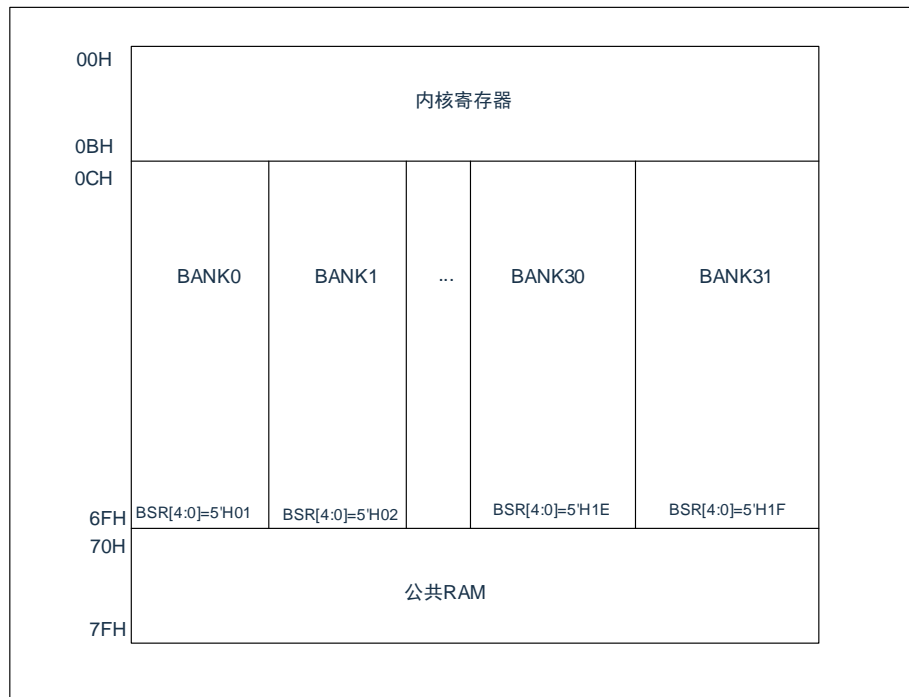 00H
内核寄存器
0BH
0CH
BANK0 BANK1 ... BANK30 BANK31
6FH BSR[4:0]=5'H01 BSR[4:0]=5'H02 BSR[4:0]=5'H1E BSR[4:0]=5'H1F
70H
公共RAM
7FH